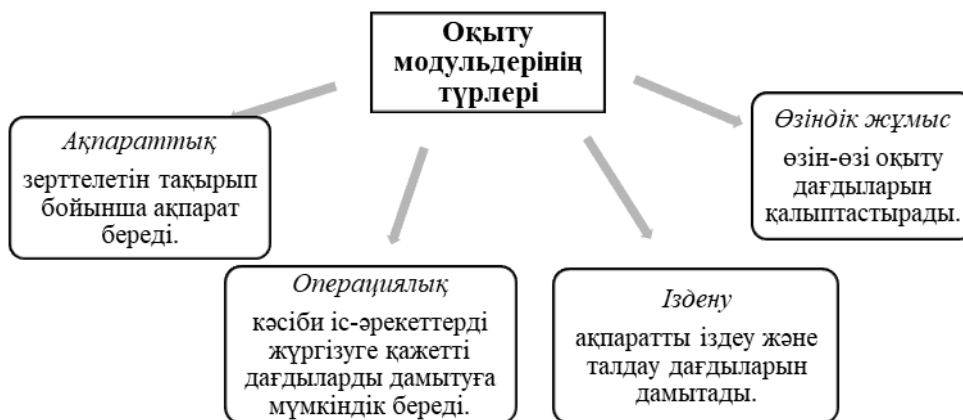 Оқыту
модульдерінің
түрлері
Ақпараттық
зерттелетін тақырып
бойынша ақпарат
береді.
Операциялық
кәсіби іс-әрекеттерді
жүргізуге қажетті
дағдыларды дамытуға
мүмкіндік береді.
Іздену
ақпаратты іздеу және
талдау дағдыларын
дамытады.
Өзіндік жұмыс
өзін-өзі оқыту
дағдыларын
қалыптастырады.